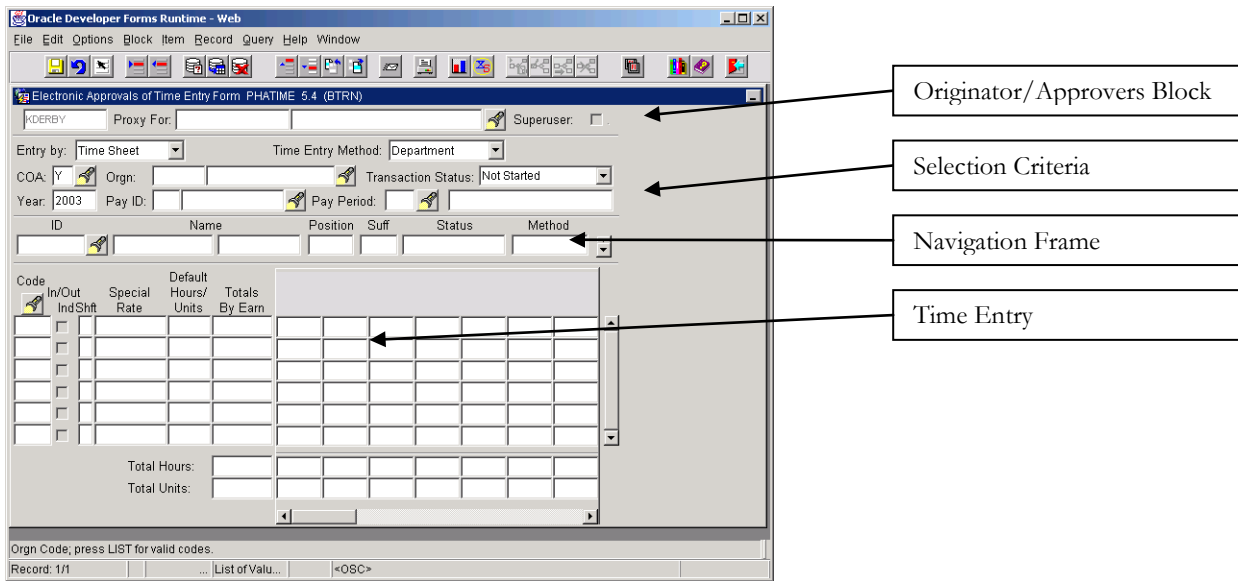 Oracle Developer Forms Runtime - Web
File Edit Options Block Item Record Query Help Window
Electronic Approvals of Time Entry Form PHATIME 5.4 (BTRN)
KDERBY Proxy For: Superuser:
Entry by: Time Sheet Time Entry Method: Department
COA: Y Orgn: Transaction Status: Not Started
Year: 2003 Pay ID: Pay Period:
ID Name Position Suff Status Method
Code In/Out Ind Shft Special Rate Default Hours/ Units Totals By Earn
Total Hours:
Total Units:
Orgn Code; press LIST for valid codes.
Record: 1/1 ... List of Valu... <OSC>
Originator/Approvers Block
Selection Criteria
Navigation Frame
Time Entry